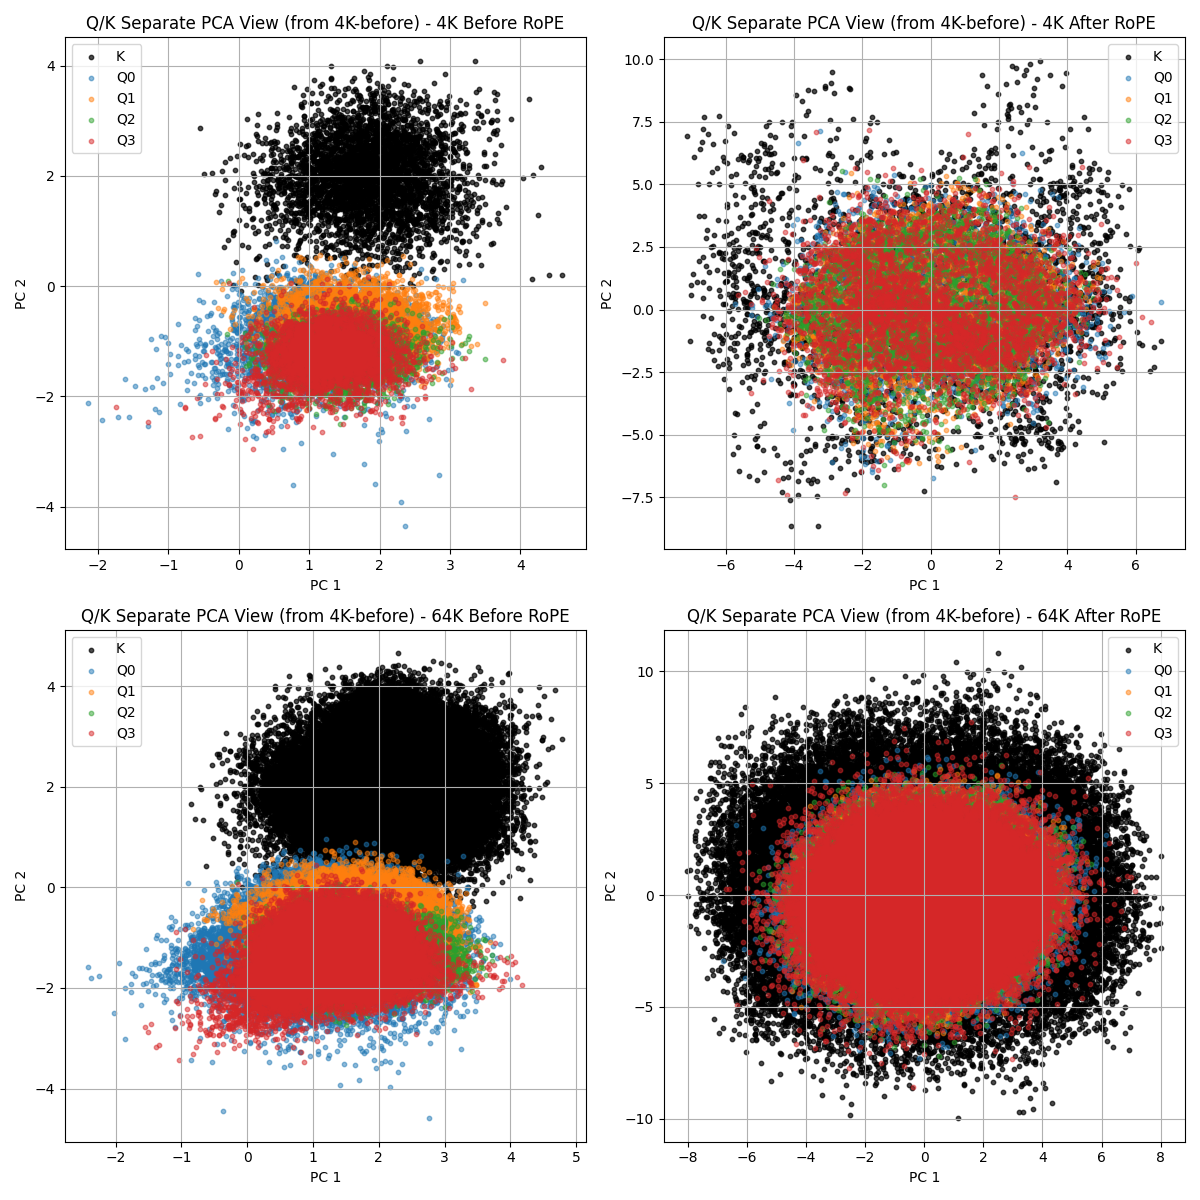 Q/K Separate PCA View (from 4K-before) - 4K Before RoPE
K
Q0
Q1
Q2
Q3
4
2
0
−2
−4
PC 2
−2
−1
0
1
2
3
4
PC 1
Q/K Separate PCA View (from 4K-before) - 4K After RoPE
K
Q0
Q1
Q2
Q3
10.0
7.5
5.0
2.5
0.0
−2.5
−5.0
−7.5
PC 2
−6
−4
−2
0
2
4
6
PC 1
Q/K Separate PCA View (from 4K-before) - 64K Before RoPE
K
Q0
Q1
Q2
Q3
4
2
0
−2
−4
PC 2
−2
−1
0
1
2
3
4
5
PC 1
Q/K Separate PCA View (from 4K-before) - 64K After RoPE
K
Q0
Q1
Q2
Q3
10
5
0
−5
−10
PC 2
−8
−6
−4
−2
0
2
4
6
8
PC 1